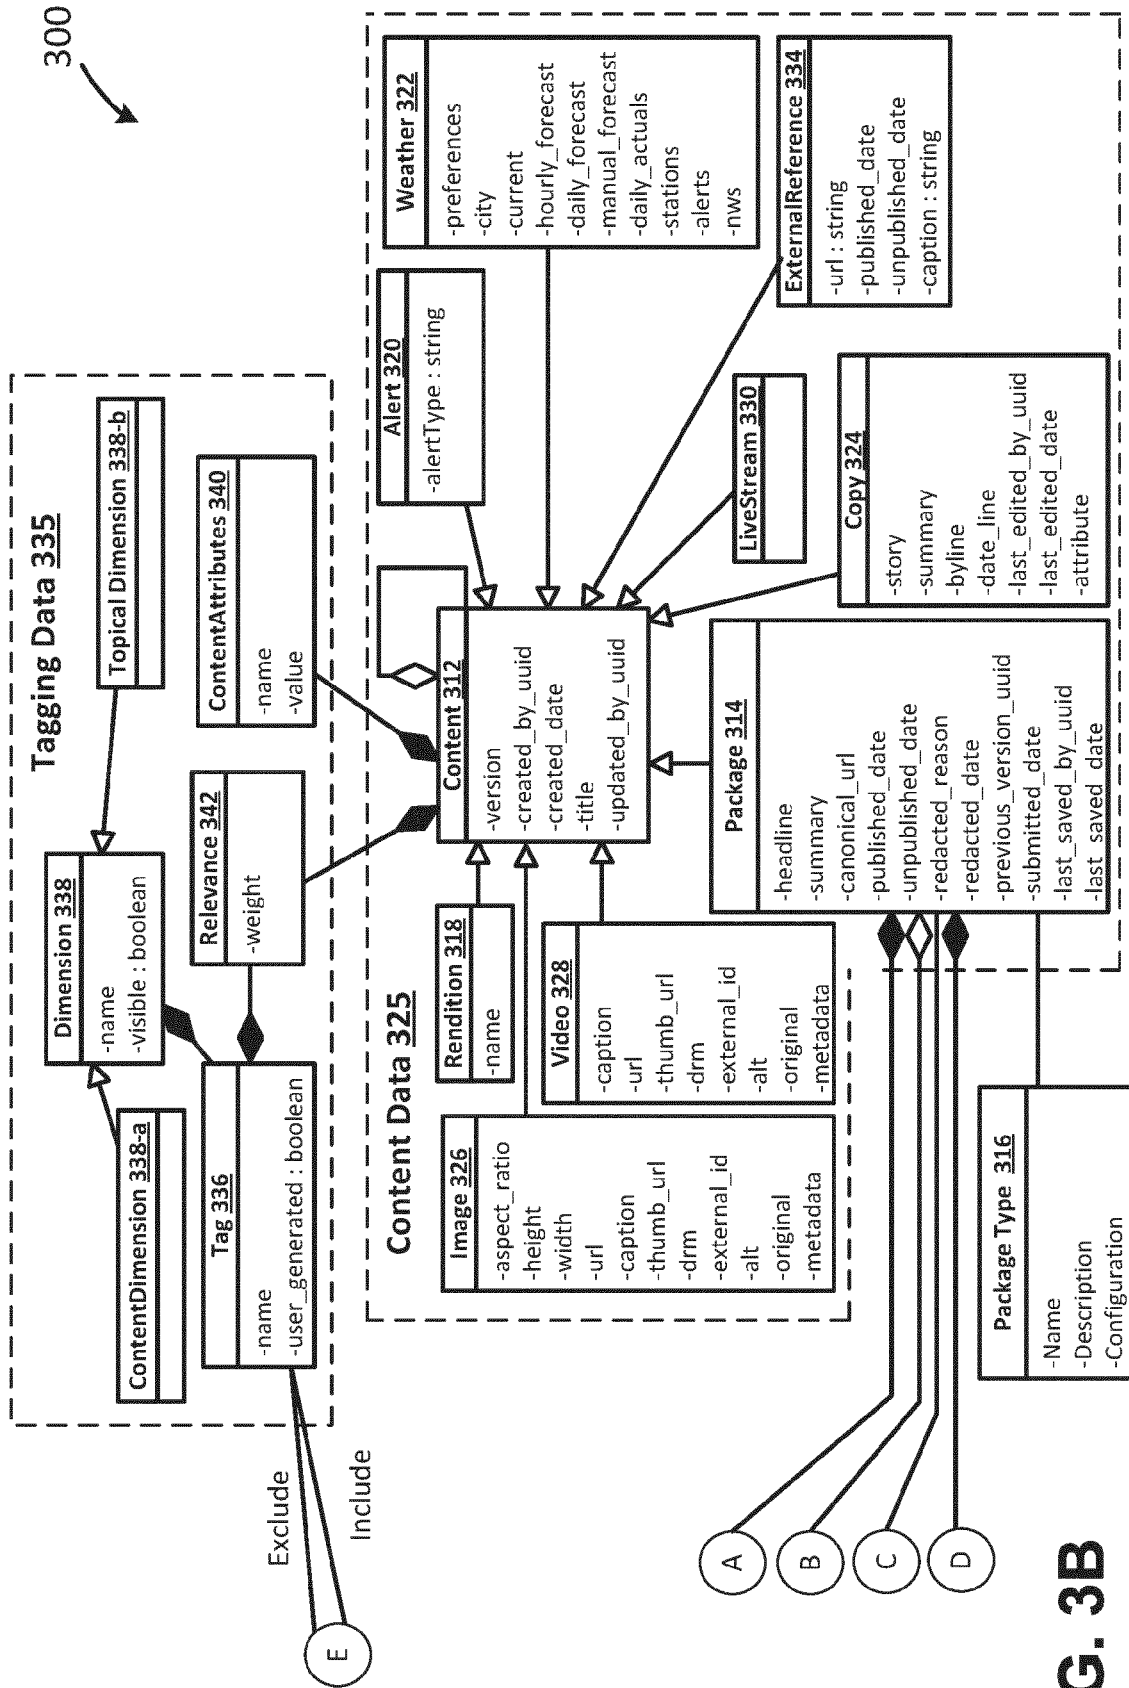 300
Tagging Data 335
ContentDimension 338-a
Dimension 338
-name
-visible : boolean
Topical Dimension 338-b
Tag 336
-name
-user_generated : boolean
Relevance 342
-weight
ContentAttributes 340
-name
-value
Exclude
Include
E
Content Data 325
Image 326
-aspect_ratio
-height
-width
-url
-caption
-thumb_url
-drm
-external_id
-alt
-original
-metadata
Rendition 318
-name
Video 328
-caption
-url
-thumb_url
-drm
-external_id
-alt
-original
-metadata
Content 312
-version
-created_by_uuid
-created_date
-title
-updated_by_uuid
Alert 320
-alertType : string
Weather 322
-preferences
-city
-current
-hourly_forecast
-daily_forecast
-manual_forecast
-daily_actuals
-stations
-alerts
-nws
LiveStream 330
ExternalReference 334
-url : string
-published_date
-unpublished_date
-caption : string
Package 314
-headline
-summary
-canonical_url
-published_date
-unpublished_date
-redacted_reason
-redacted_date
-previous_version_uuid
-submitted_date
-last_saved_by_uuid
-last_saved_date
Copy 324
-story
-summary
-byline
-date_line
-last_edited_by_uuid
-last_edited_date
-attribute
A
B
C
D
Package Type 316
-Name
-Description
-Configuration
G. 3B